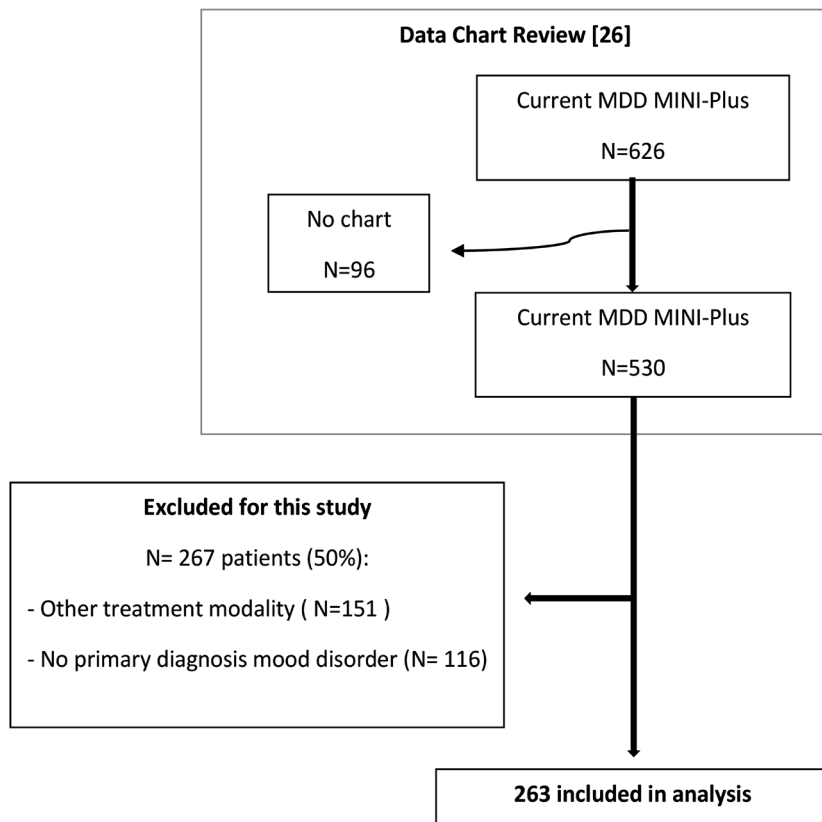 Data Chart Review [26]
Current MDD MINI-Plus
N=626
No chart
N=96
Current MDD MINI-Plus
N=530
Excluded for this study
N= 267 patients (50%):
- Other treatment modality ( N=151 )
- No primary diagnosis mood disorder (N= 116)
263 included in analysis